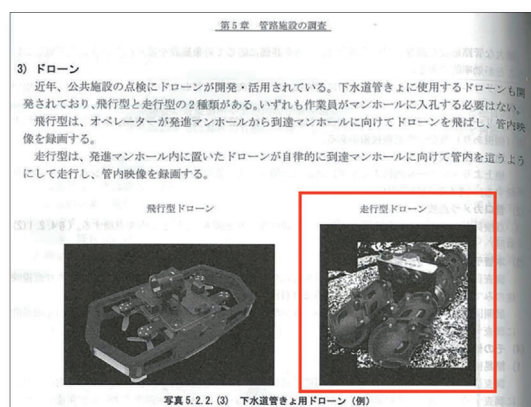 第5章　管路施設の調査
3) ドローン
近年、公共施設の点検にドローンが開発・活用されている。下水道管きょに使用するドローンも開
発されており、飛行型と走行型の2種類がある。いずれも作業員がマンホールに入孔する必要はない。
飛行型は、オペレーターが発進マンホールから到達マンホールに向けてドローンを飛ばし、管内映
像を録画する。
走行型は、発進マンホール内に置いたドローンが自律的に到達マンホールに向けて管内を這うよう
にして走行し、管内映像を録画する。
飛行型ドローン
走行型ドローン
写真5.2.2.(3)　下水道管きょ用ドローン（例）